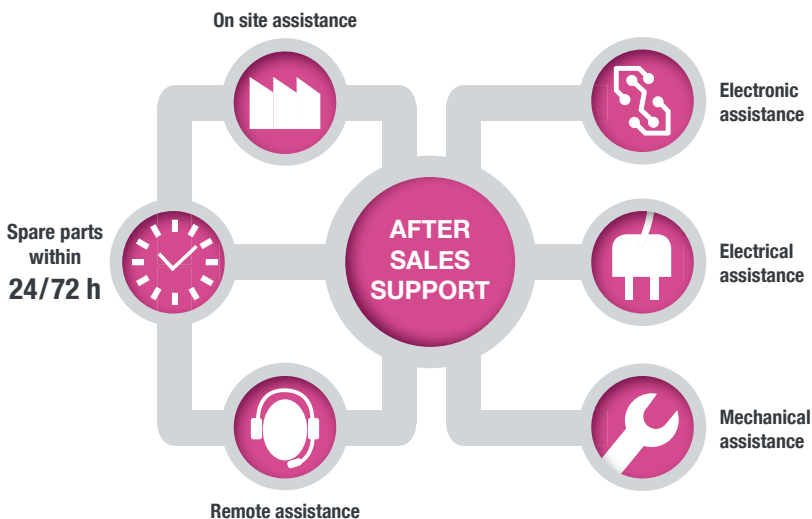 On site assistance
Electronic
assistance
Spare parts
within
24/72 h
AFTER
SALES
SUPPORT
Electrical
assistance
Mechanical
assistance
Remote assistance